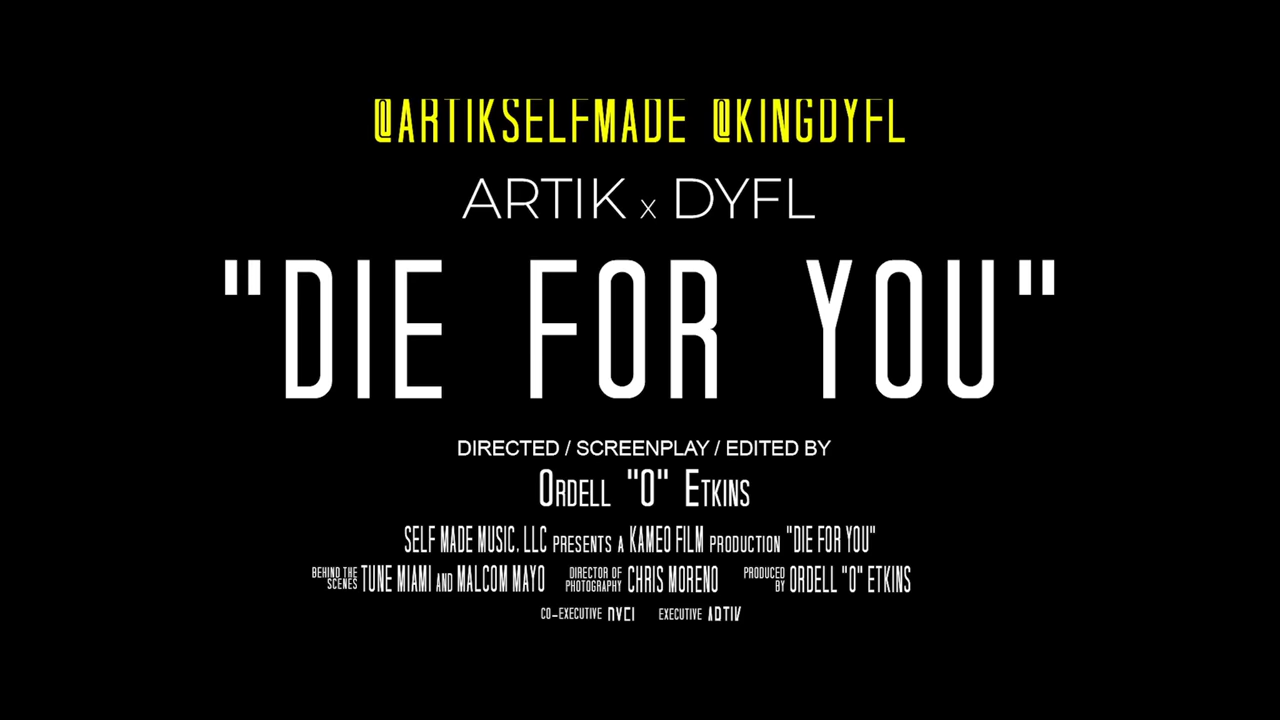 @ARTIKSELFMADE @KINGDYFL
ARTIK x DYFL
"DIE FOR YOU"
DIRECTED / SCREENPLAY / EDITED BY
ORDELL "O" ETKINS
SELF MADE MUSIC, LLC PRESENTS A KAMEO FILM PRODUCTION "DIE FOR YOU"
BEHIND THE SCENES TUNE MIAMI AND MALCOM MAYO DIRECTOR OF PHOTOGRAPHY CHRIS MORENO PRODUCED BY ORDELL "O" ETKINS
CO-EXECUTIVE DYFL EXECUTIVE ARTIK